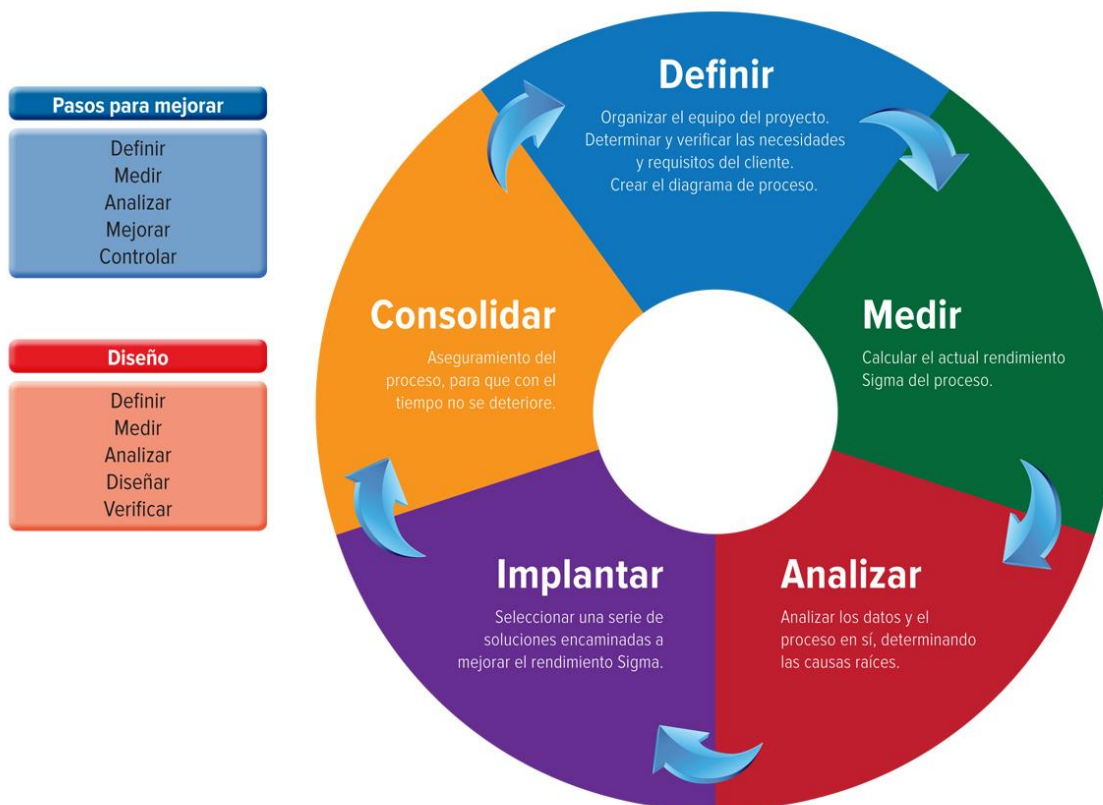 Pasos para mejorar
Definir
Medir
Analizar
Mejorar
Controlar
Diseño
Definir
Medir
Analizar
Diseñar
Verificar
Definir
Organizar el equipo del proyecto.
Determinar y verificar las necesidades
y requisitos del cliente.
Crear el diagrama de proceso.
Medir
Calcular el actual rendimiento
Sigma del proceso.
Analizar
Analizar los datos y el
proceso en sí, determinando
las causas raíces.
Implantar
Seleccionar una serie de
soluciones encaminadas a
mejorar el rendimiento Sigma.
Consolidar
Aseguramiento del
proceso, para que con el
tiempo no se deteriore.